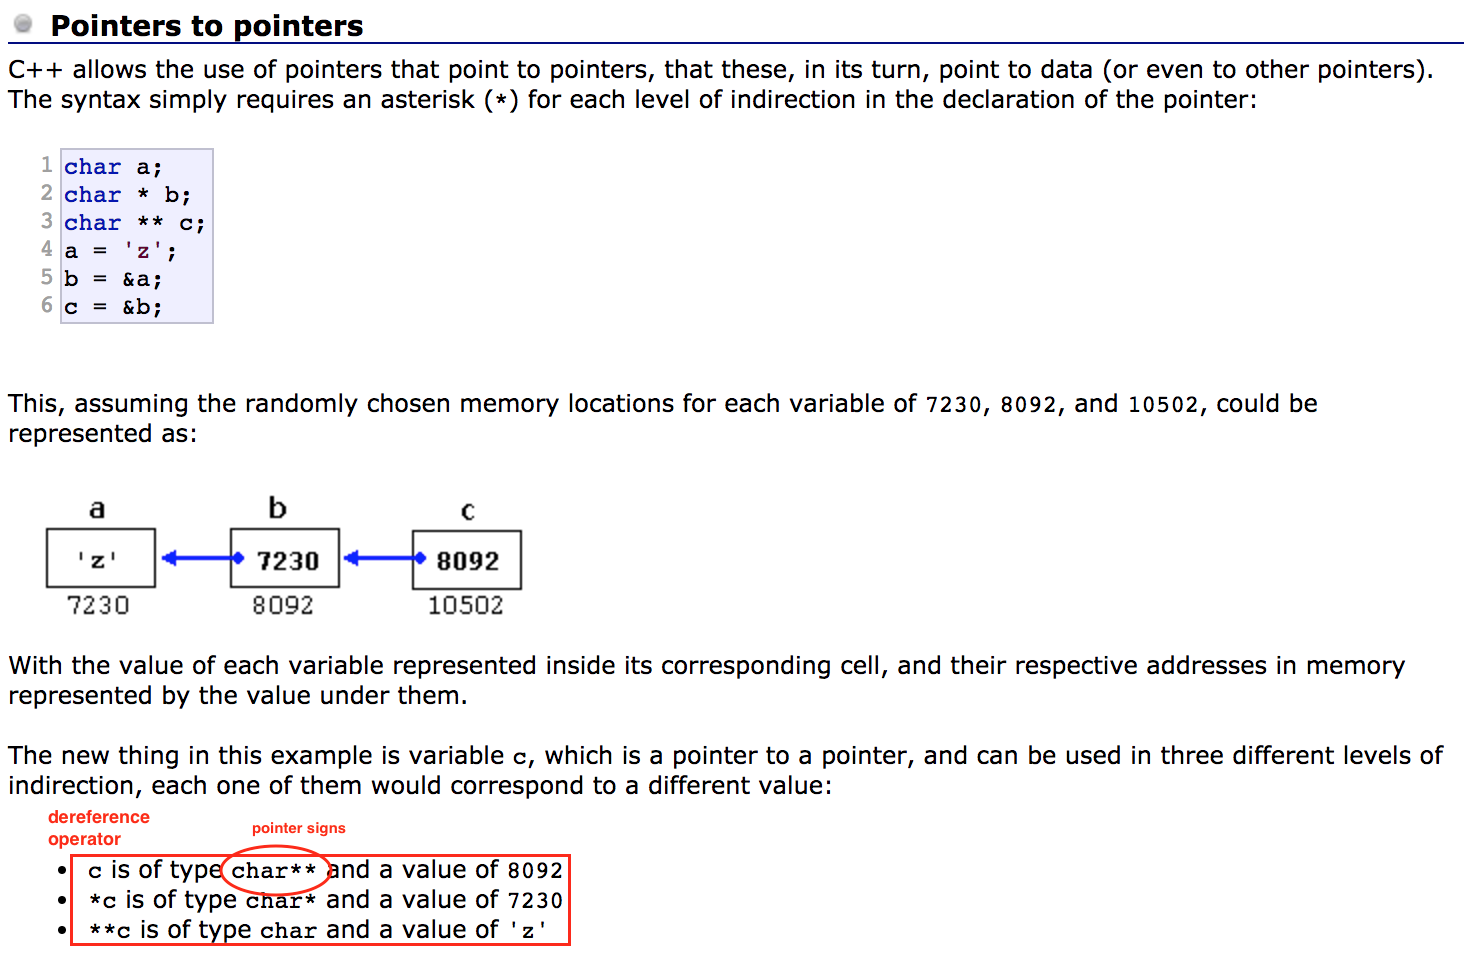 Pointers to pointers
C++ allows the use of pointers that point to pointers, that these, in its turn, point to data (or even to other pointers).
The syntax simply requires an asterisk (*) for each level of indirection in the declaration of the pointer:
1 char a;
2 char * b;
3 char ** c;
4 a = 'z';
5 b = &a;
6 c = &b;
This, assuming the randomly chosen memory locations for each variable of 7230, 8092, and 10502, could be
represented as:
a b c
'z' 7230 8092
7230 8092 10502
With the value of each variable represented inside its corresponding cell, and their respective addresses in memory
represented by the value under them.
The new thing in this example is variable c, which is a pointer to a pointer, and can be used in three different levels of
indirection, each one of them would correspond to a different value:
dereference
operator
pointer signs
• c is of type char** and a value of 8092
• *c is of type char* and a value of 7230
• **c is of type char and a value of 'z'